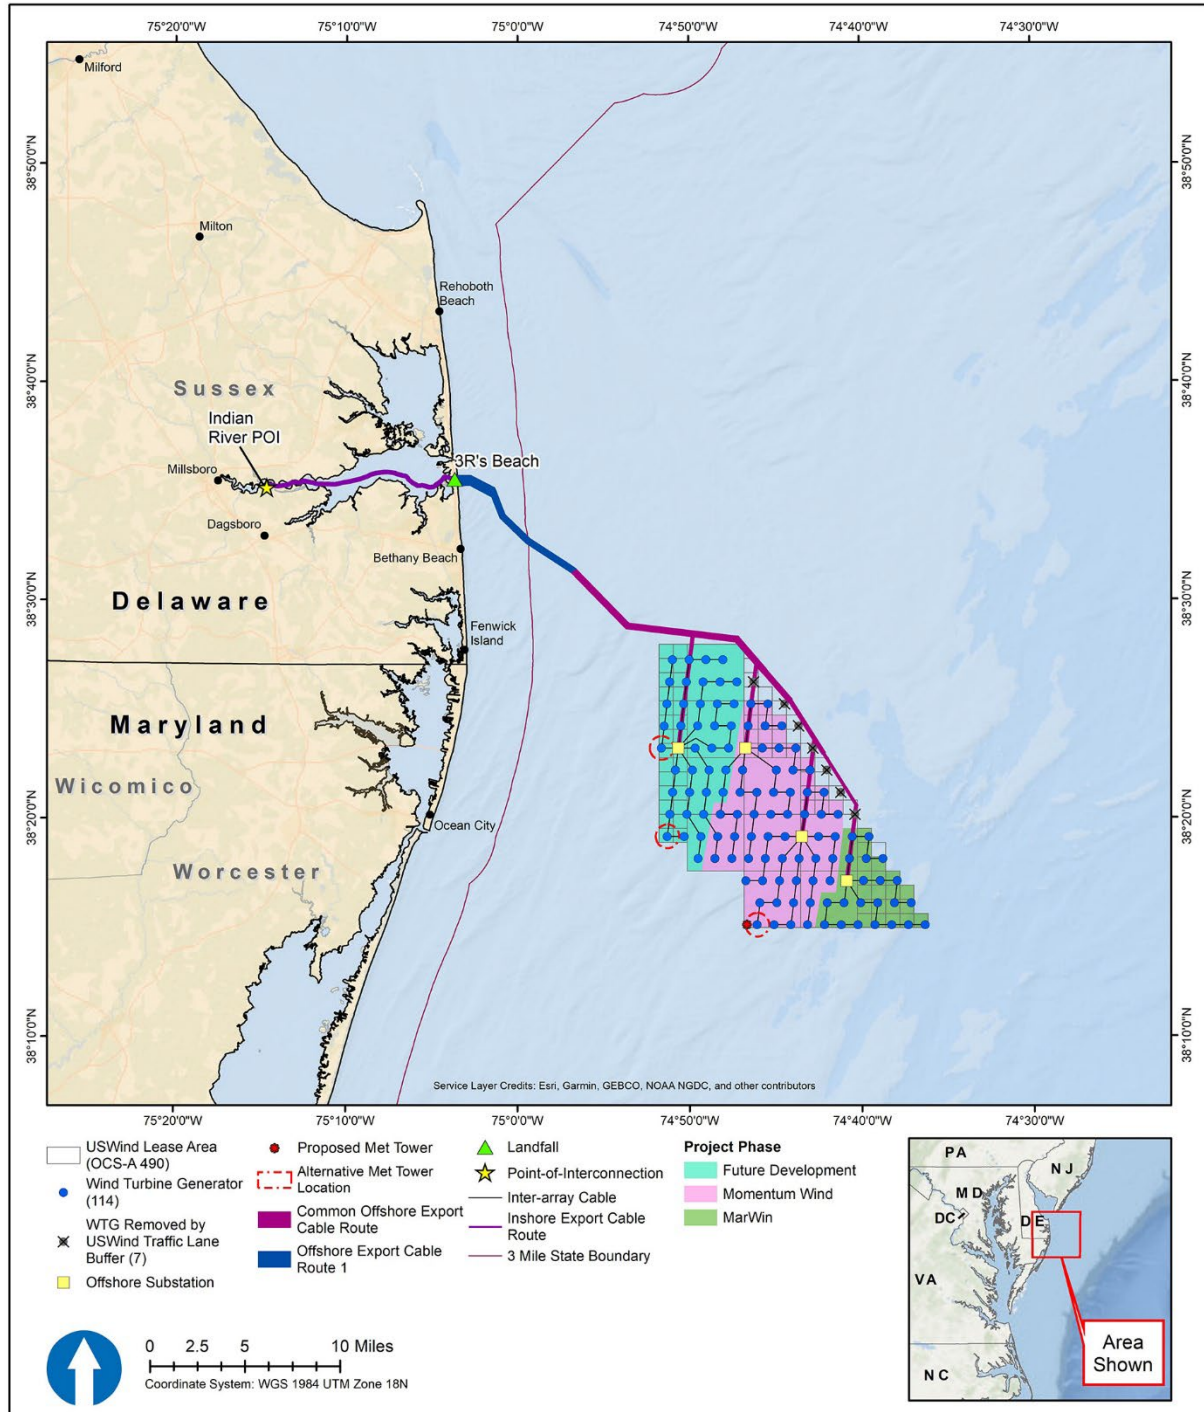 75°20'0"W 75°10'0"W 75°0'0"W 74°50'0"W 74°40'0"W 74°30'0"W
Milford
38°50'0"N 38°50'0"N
Milton
Rehoboth
Beach
38°40'0"N 38°40'0"N
Sussex
Indian
River POI
3R's Beach
Millsboro
Dagsboro
Bethany Beach
38°30'0"N 38°30'0"N
Delaware
Fenwick
Island
Maryland
Wicomico
38°20'0"N 38°20'0"N
Ocean City
Worcester
38°10'0"N 38°10'0"N
Service Layer Credits: Esri, Garmin, GEBCO, NOAA NGDC, and other contributors
75°20'0"W 75°10'0"W 75°0'0"W 74°50'0"W 74°40'0"W 74°30'0"W
USWind Lease Area
(OCS-A 490)
Wind Turbine Generator
(114)
WTG Removed by
USWind Traffic Lane
Buffer (7)
Offshore Substation
Proposed Met Tower
Alternative Met Tower
Location
Common Offshore Export
Cable Route
Offshore Export Cable
Route 1
Landfall
Point-of-Interconnection
Inter-array Cable
Inshore Export Cable
Route
3 Mile State Boundary
Project Phase
Future Development
Momentum Wind
MarWin
PA
NJ
MD
DC
DE
VA
NC
Area
Shown
0 2.5 5 10 Miles
Coordinate System: WGS 1984 UTM Zone 18N